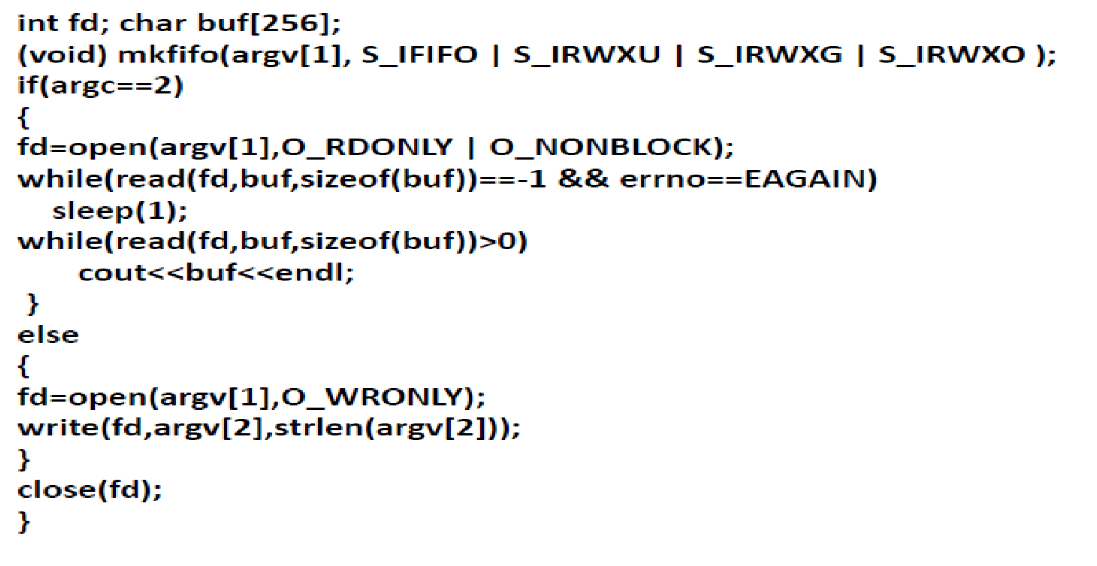 int fd; char buf[256];
(void) mkfifo(argv[1], S_IFIFO | S_IRWXU | S_IRWXG | S_IRWXO );
if(argc==2)
{
fd=open(argv[1],O_RDONLY | O_NONBLOCK);
while(read(fd,buf,sizeof(buf))==-1 && errno==EAGAIN)
sleep(1);
while(read(fd,buf,sizeof(buf))>0)
cout<<buf<<endl;
}
else
{
fd=open(argv[1],O_WRONLY);
write(fd,argv[2],strlen(argv[2]));
}
close(fd);
}